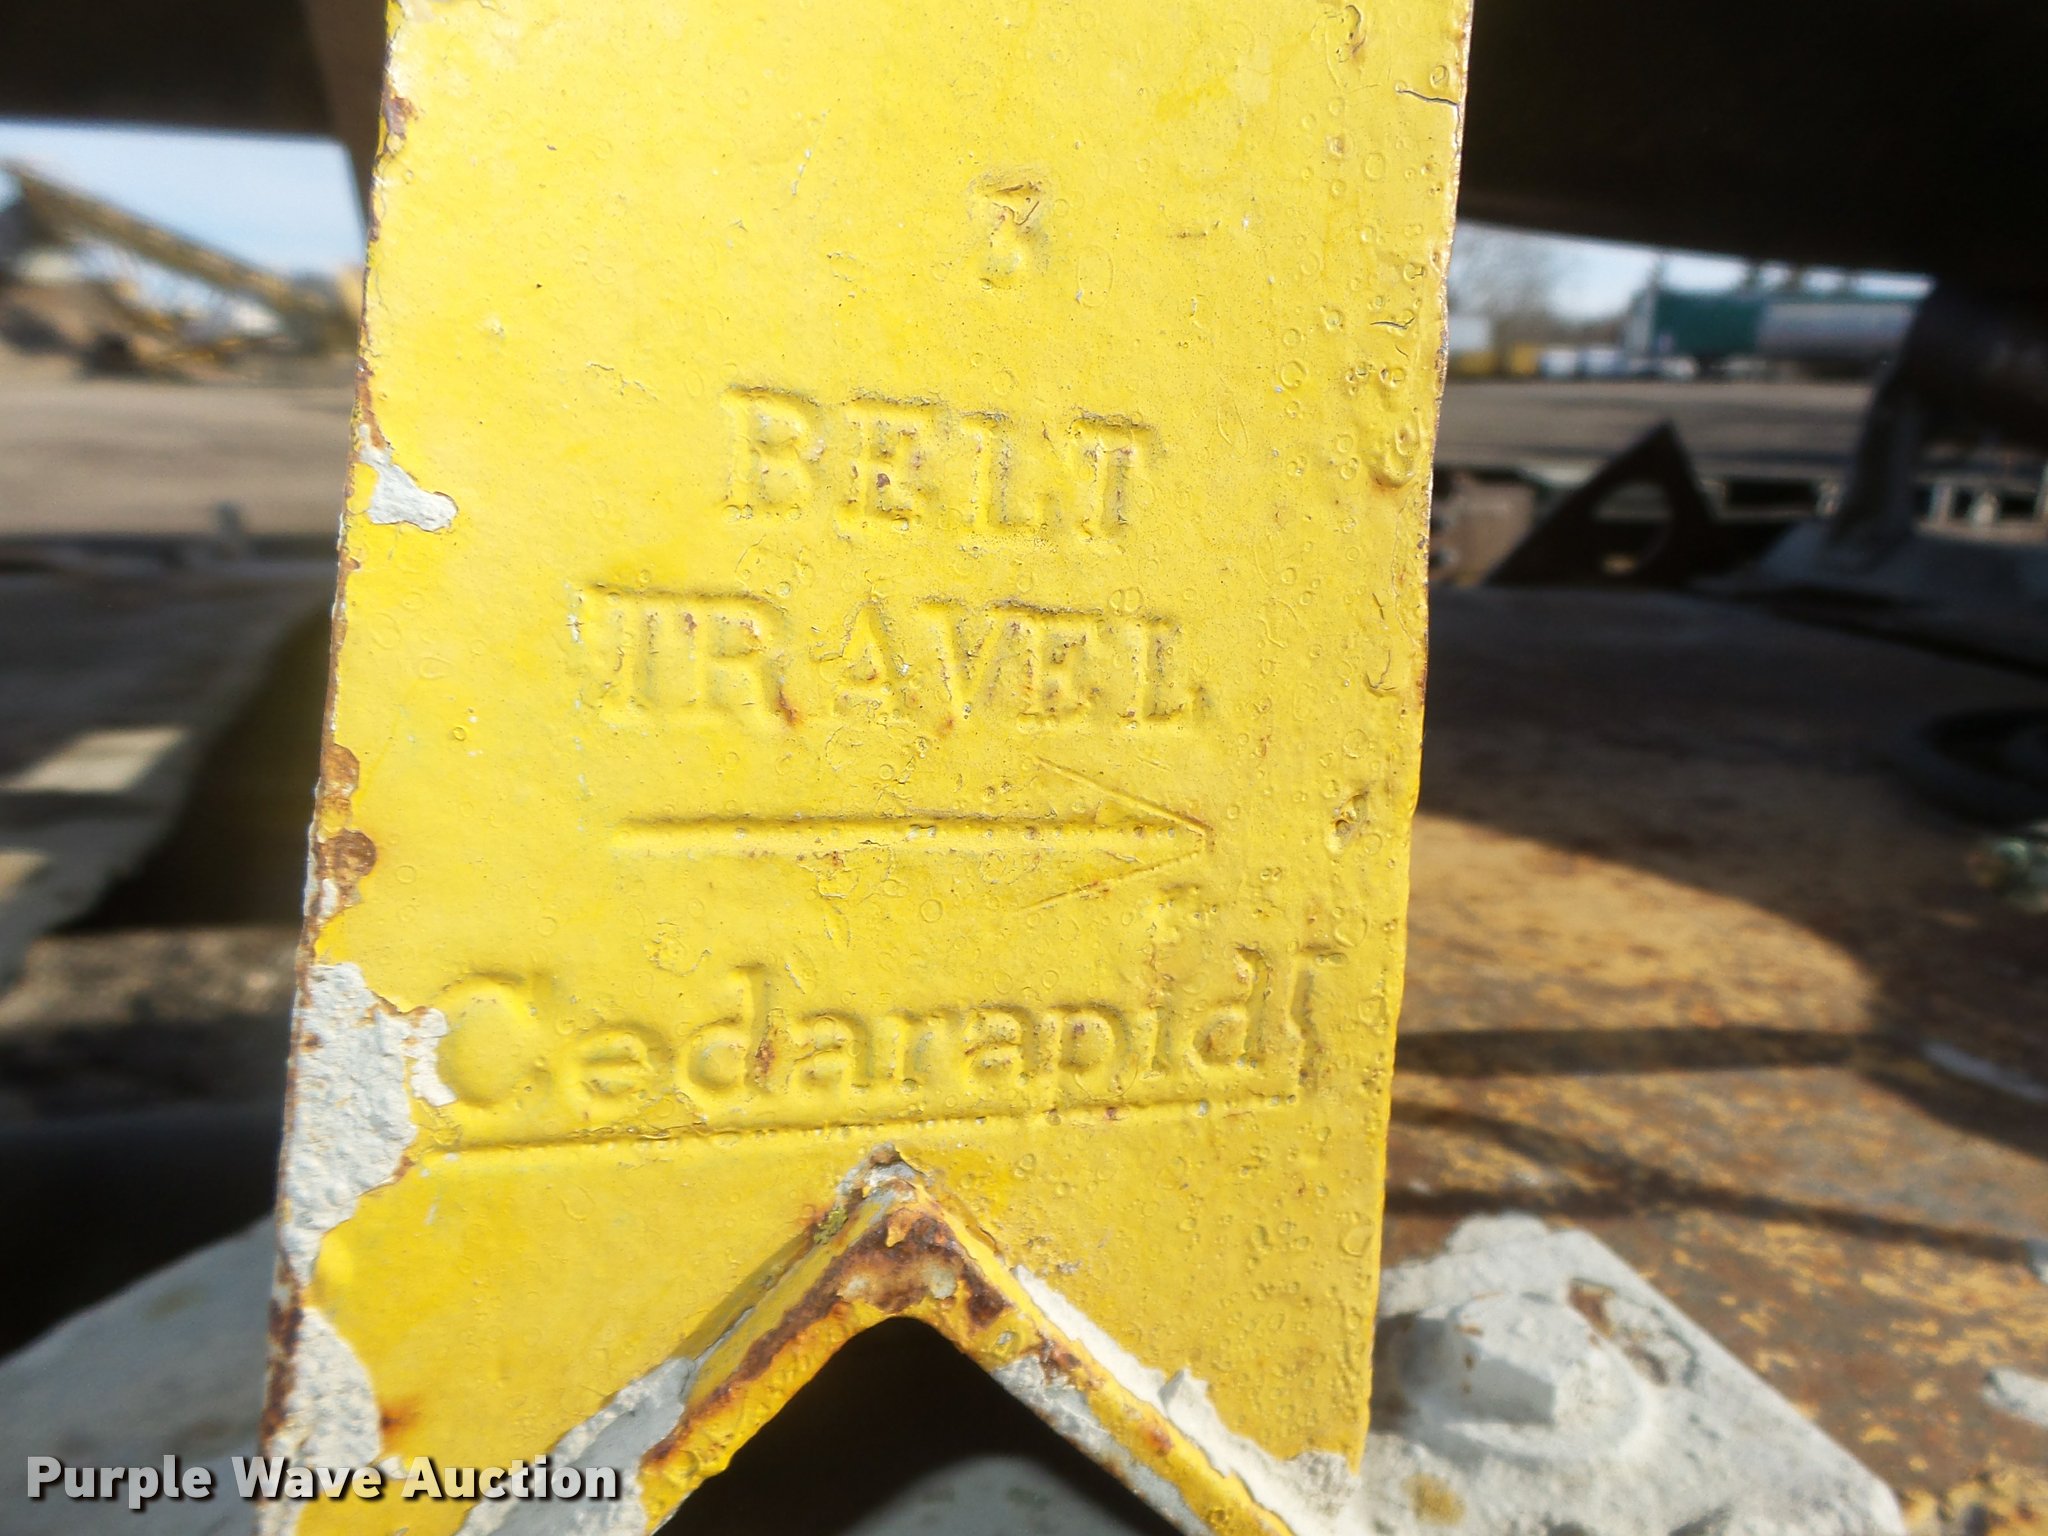 BELT
TRAVEL
Cedarapids
Purple Wave Auction